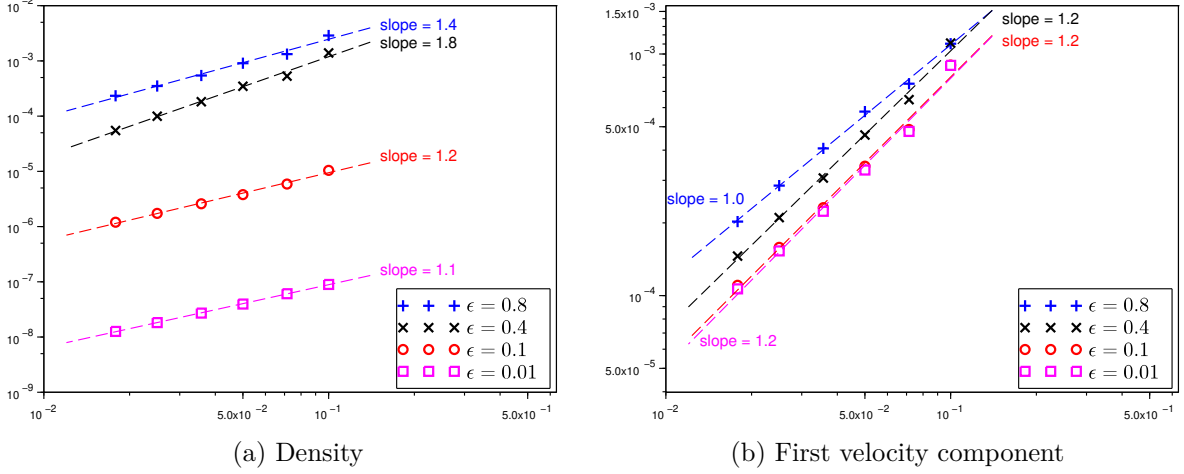 10⁻²
10⁻³
10⁻⁴
10⁻⁵
10⁻⁶
10⁻⁷
10⁻⁸
10⁻⁹
10⁻²
5.0x10⁻²
10⁻¹
5.0x10⁻¹
slope = 1.4
slope = 1.8
slope = 1.2
slope = 1.1
ϵ = 0.8
ϵ = 0.4
ϵ = 0.1
ϵ = 0.01
(a) Density
1.5x10⁻³
10⁻³
5.0x10⁻⁴
10⁻⁴
5.0x10⁻⁵
10⁻²
5.0x10⁻²
10⁻¹
5.0x10⁻¹
slope = 1.2
slope = 1.2
slope = 1.0
slope = 1.2
ϵ = 0.8
ϵ = 0.4
ϵ = 0.1
ϵ = 0.01
(b) First velocity component